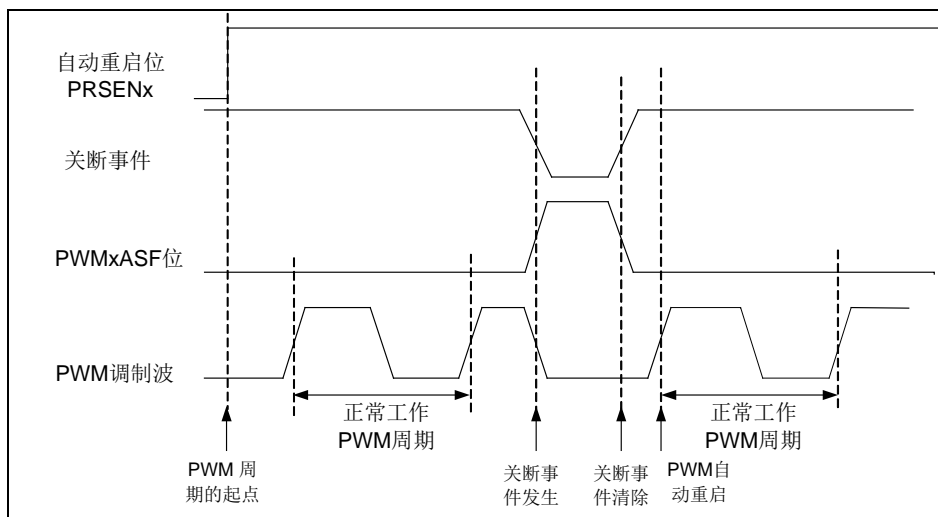 自动重启位
PRSENx
关断事件
PWMxASF位
PWM调制波
正常工作
PWM周期
正常工作
PWM周期
PWM 周
期的起点
关断事
件发生
关断事
件清除
PWM自
动重启